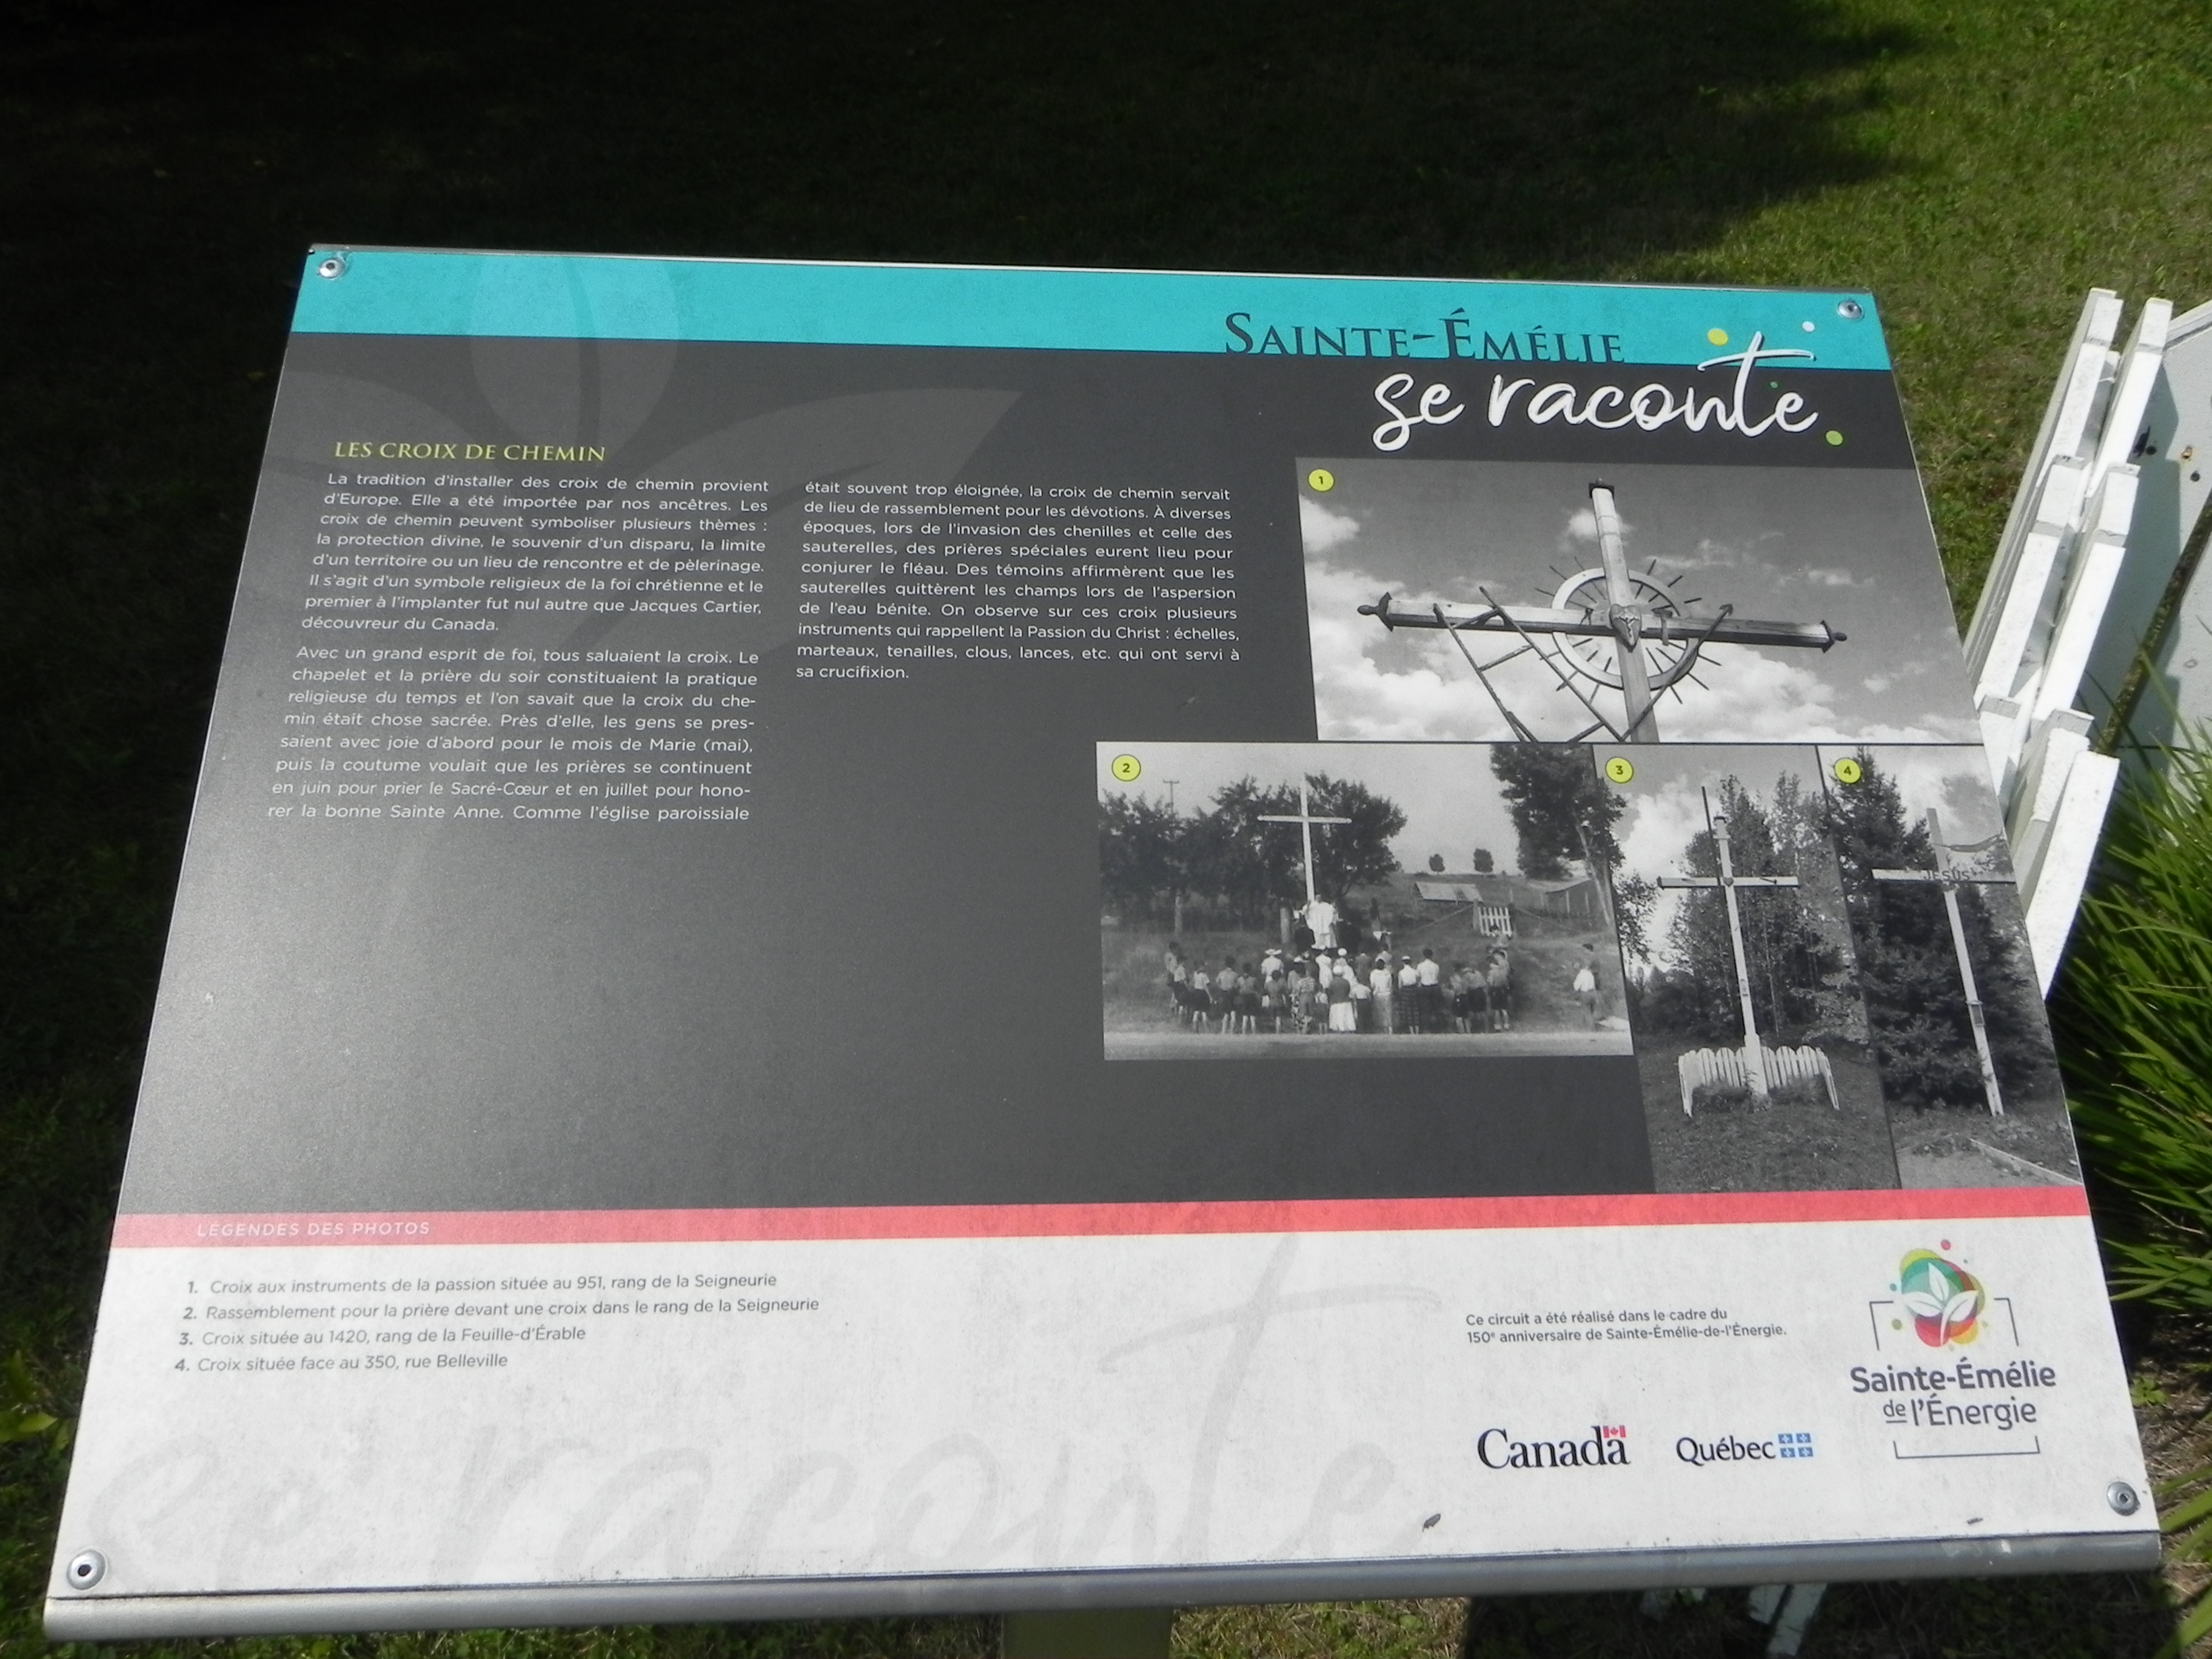 SAINTE-ÉMÉLIE
se raconte
LES CROIX DE CHEMIN
La tradition d'installer des croix de chemin provient
d'Europe. Elle a été importée par nos ancêtres. Les
croix de chemin peuvent symboliser plusieurs thèmes :
la protection divine, le souvenir d'un disparu, la limite
d'un territoire ou un lieu de rencontre et de pèlerinage.
Il s'agit d'un symbole religieux de la foi chrétienne et le
premier à l'implanter fut nul autre que Jacques Cartier,
découvreur du Canada.
Avec un grand esprit de foi, tous saluaient la croix. Le
chapelet et la prière du soir constituaient la pratique
religieuse du temps et l'on savait que la croix du che-
min était chose sacrée. Près d'elle, les gens se pres-
saient avec joie d'abord pour le mois de Marie (mai),
puis la coutume voulait que les prières se continuent
en juin pour prier le Sacré-Cœur et en juillet pour hono-
rer la bonne Sainte Anne. Comme l'église paroissiale
était souvent trop éloignée, la croix de chemin servait
de lieu de rassemblement pour les dévotions. À diverses
époques, lors de l'invasion des chenilles et celle des
sauterelles, des prières spéciales eurent lieu pour
conjurer le fléau. Des témoins affirmèrent que les
sauterelles quittèrent les champs lors de l'aspersion
de l'eau bénite. On observe sur ces croix plusieurs
instruments qui rappellent la Passion du Christ : échelles,
marteaux, tenailles, clous, lances, etc. qui ont servi à
sa crucifixion.
1
2
3
4
JÉSUS
LÉGENDES DES PHOTOS
1. Croix aux instruments de la passion située au 951, rang de la Seigneurie
2. Rassemblement pour la prière devant une croix dans le rang de la Seigneurie
3. Croix située au 1420, rang de la Feuille-d'Érable
4. Croix située face au 350, rue Belleville
Ce circuit a été réalisé dans le cadre du
150e anniversaire de Sainte-Émélie-de-l'Énergie.
Canada
Québec
Sainte-Émélie
de l'Énergie
se raconte